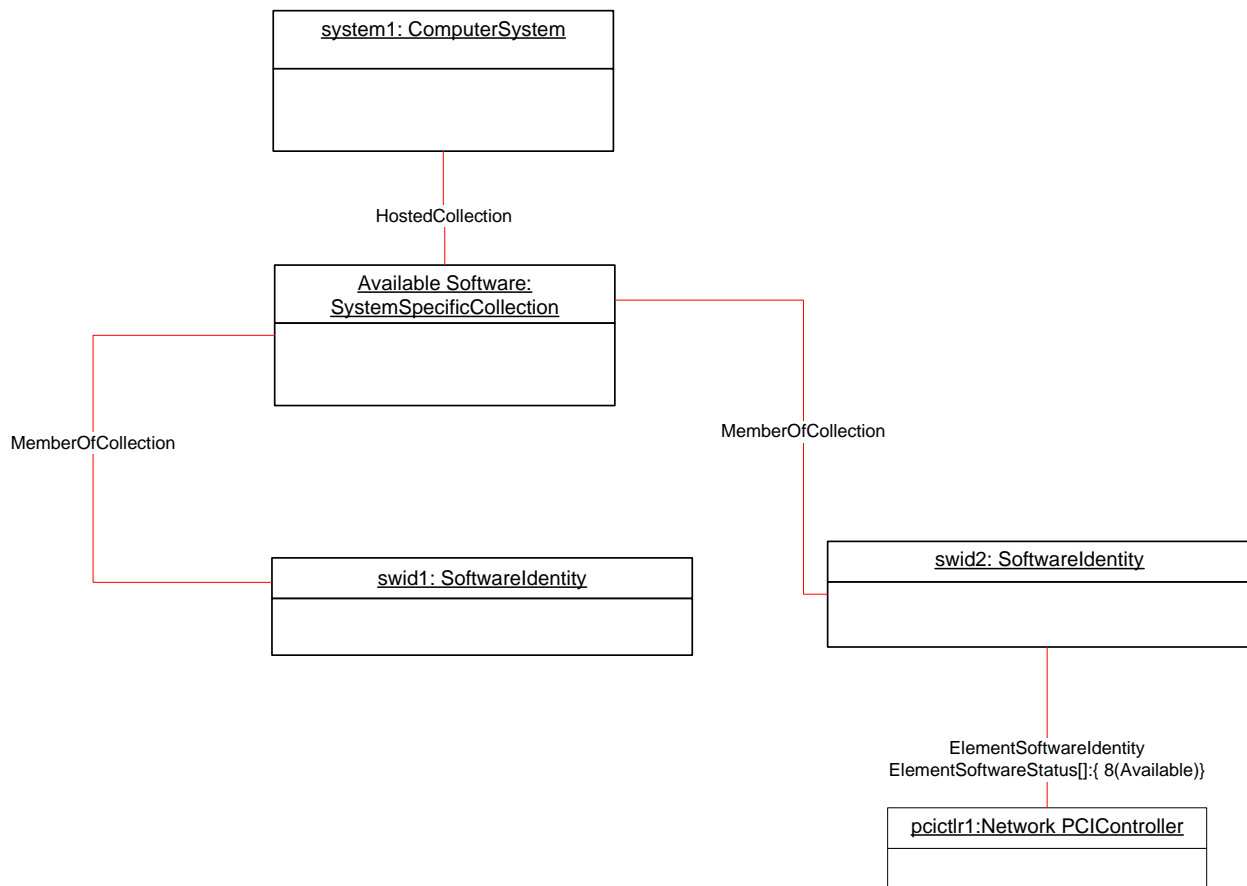 system1: ComputerSystem
HostedCollection
Available Software:
SystemSpecificCollection
MemberOfCollection
MemberOfCollection
swid1: SoftwareIdentity
swid2: SoftwareIdentity
ElementSoftwareIdentity
ElementSoftwareStatus[]:{ 8(Available)}
pcictlr1:Network PCIController